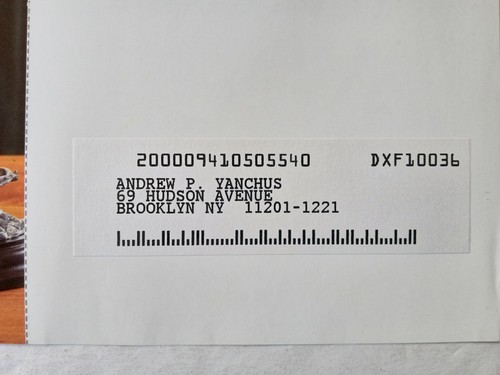 200009410505540 DXF10036
ANDREW P. YANCHUS
69 HUDSON AVENUE
BROOKLYN NY 11201-1221